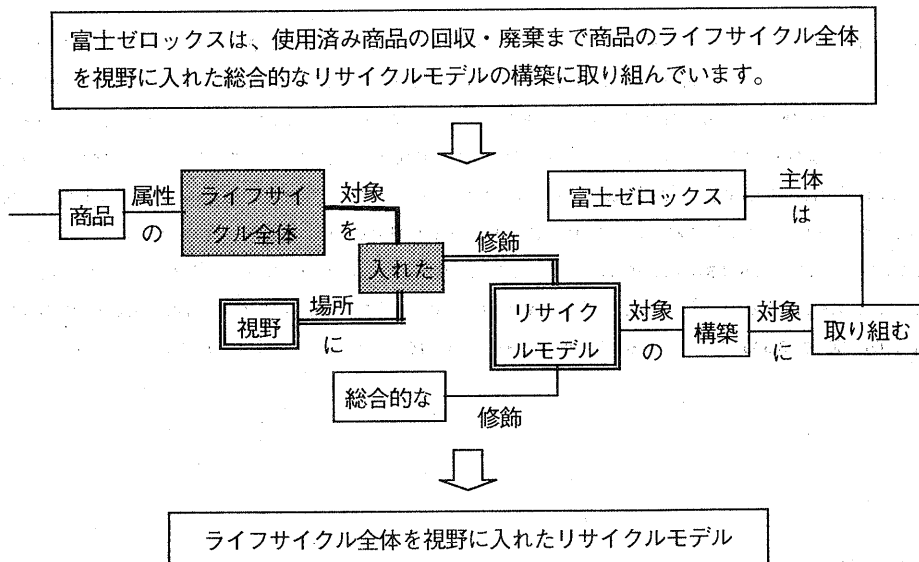 富士ゼロックスは、使用済み商品の回収・廃棄まで商品のライフサイクル全体
を視野に入れた総合的なリサイクルモデルの構築に取り組んでいます。
商品
属性
の
ライフサイ
クル全体
対象
を
入れた
修飾
視野
場所
に
総合的な
修飾
リサイク
ルモデル
対象
の
構築
対象
に
取り組む
富士ゼロックス
主体
は
ライフサイクル全体を視野に入れたリサイクルモデル